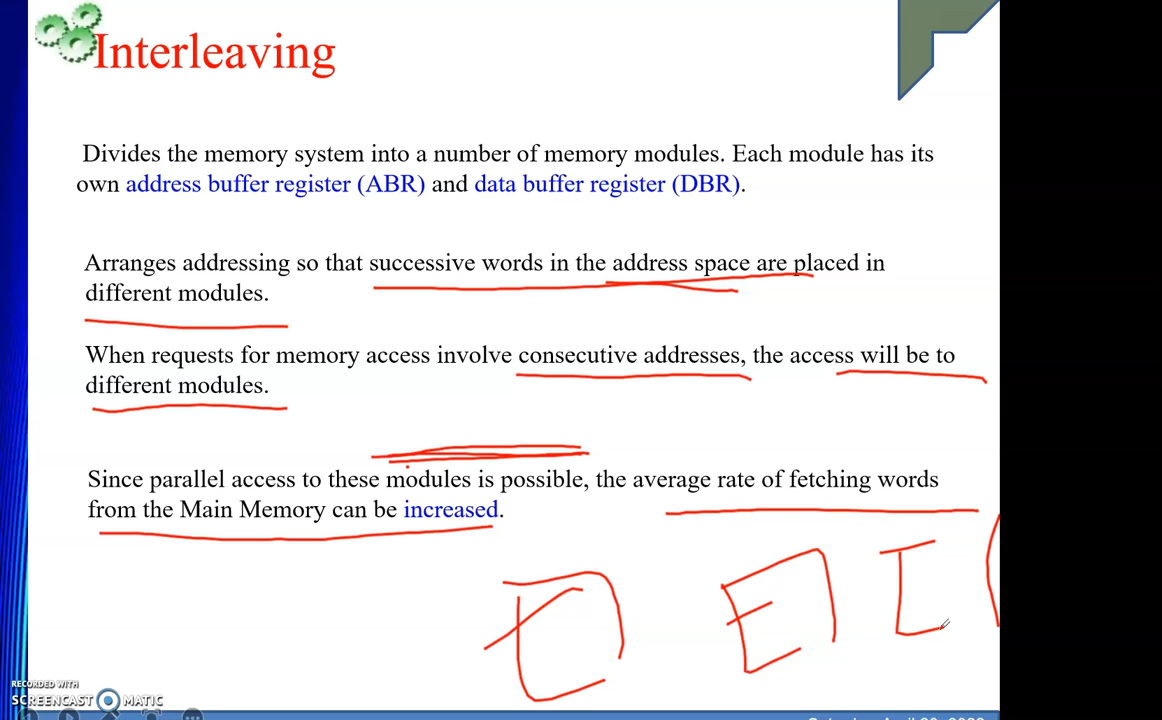 Interleaving
Divides the memory system into a number of memory modules. Each module has its
own address buffer register (ABR) and data buffer register (DBR).
Arranges addressing so that successive words in the address space are placed in
different modules.
When requests for memory access involve consecutive addresses, the access will be to
different modules.
Since parallel access to these modules is possible, the average rate of fetching words
from the Main Memory can be increased.
RECORDED WITH
SCREENCAST MATIC